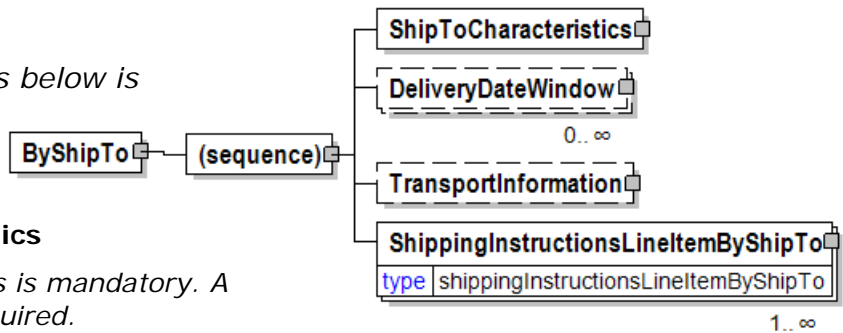 ShipToCharacteristics
s below is
DeliveryDateWindow
0.. ∞
ByShipTo
(sequence)
TransportInformation
ics
ShippingInstructionsLineItemByShipTo
s is mandatory. A
type shippingInstructionsLineItemByShipTo
uired.
1.. ∞